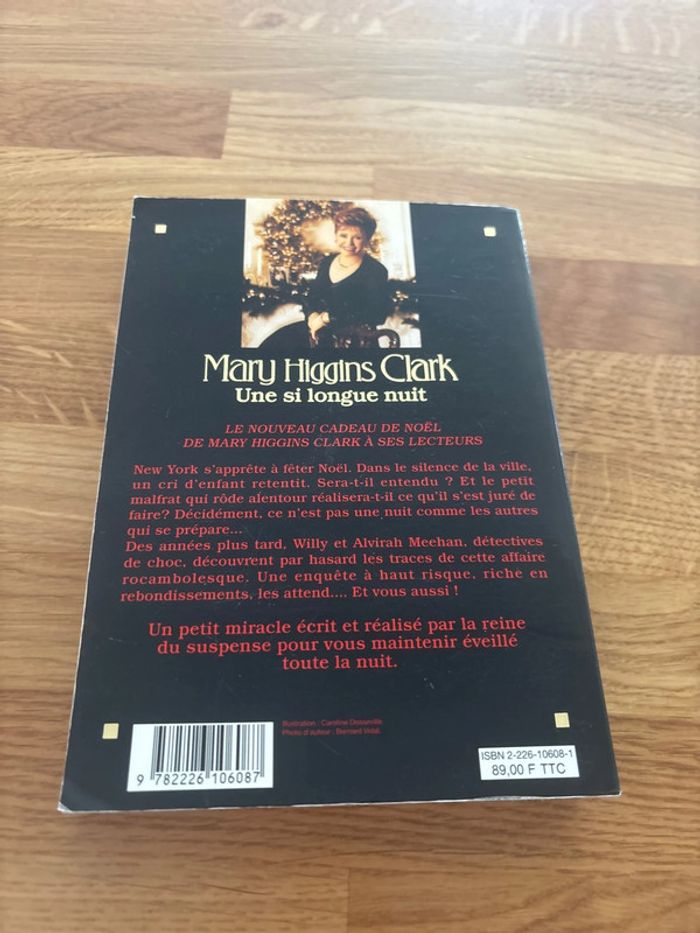 Mary Higgins Clark
Une si longue nuit
LE NOUVEAU CADEAU DE NOËL
DE MARY HIGGINS CLARK À SES LECTEURS
New York s'apprête à fêter Noël. Dans le silence de la ville,
un cri d'enfant retentit. Sera-t-il entendu ? Et le petit
malfrat qui rôde alentour réalisera-t-il ce qu'il s'est juré de
faire? Décidément, ce n'est pas une nuit comme les autres
qui se prépare...
Des années plus tard, Willy et Alvirah Meehan, détectives
de choc, découvrent par hasard les traces de cette affaire
rocambolesque. Une enquête à haut risque, riche en
rebondissements, les attend.... Et vous aussi !
Un petit miracle écrit et réalisé par la reine
du suspense pour vous maintenir éveillé
toute la nuit.
Illustration : Caroline
Photo d'auteur : Bernard Vidal.
9 782226 106087
ISBN 2-226-10608-1
89,00 F TTC